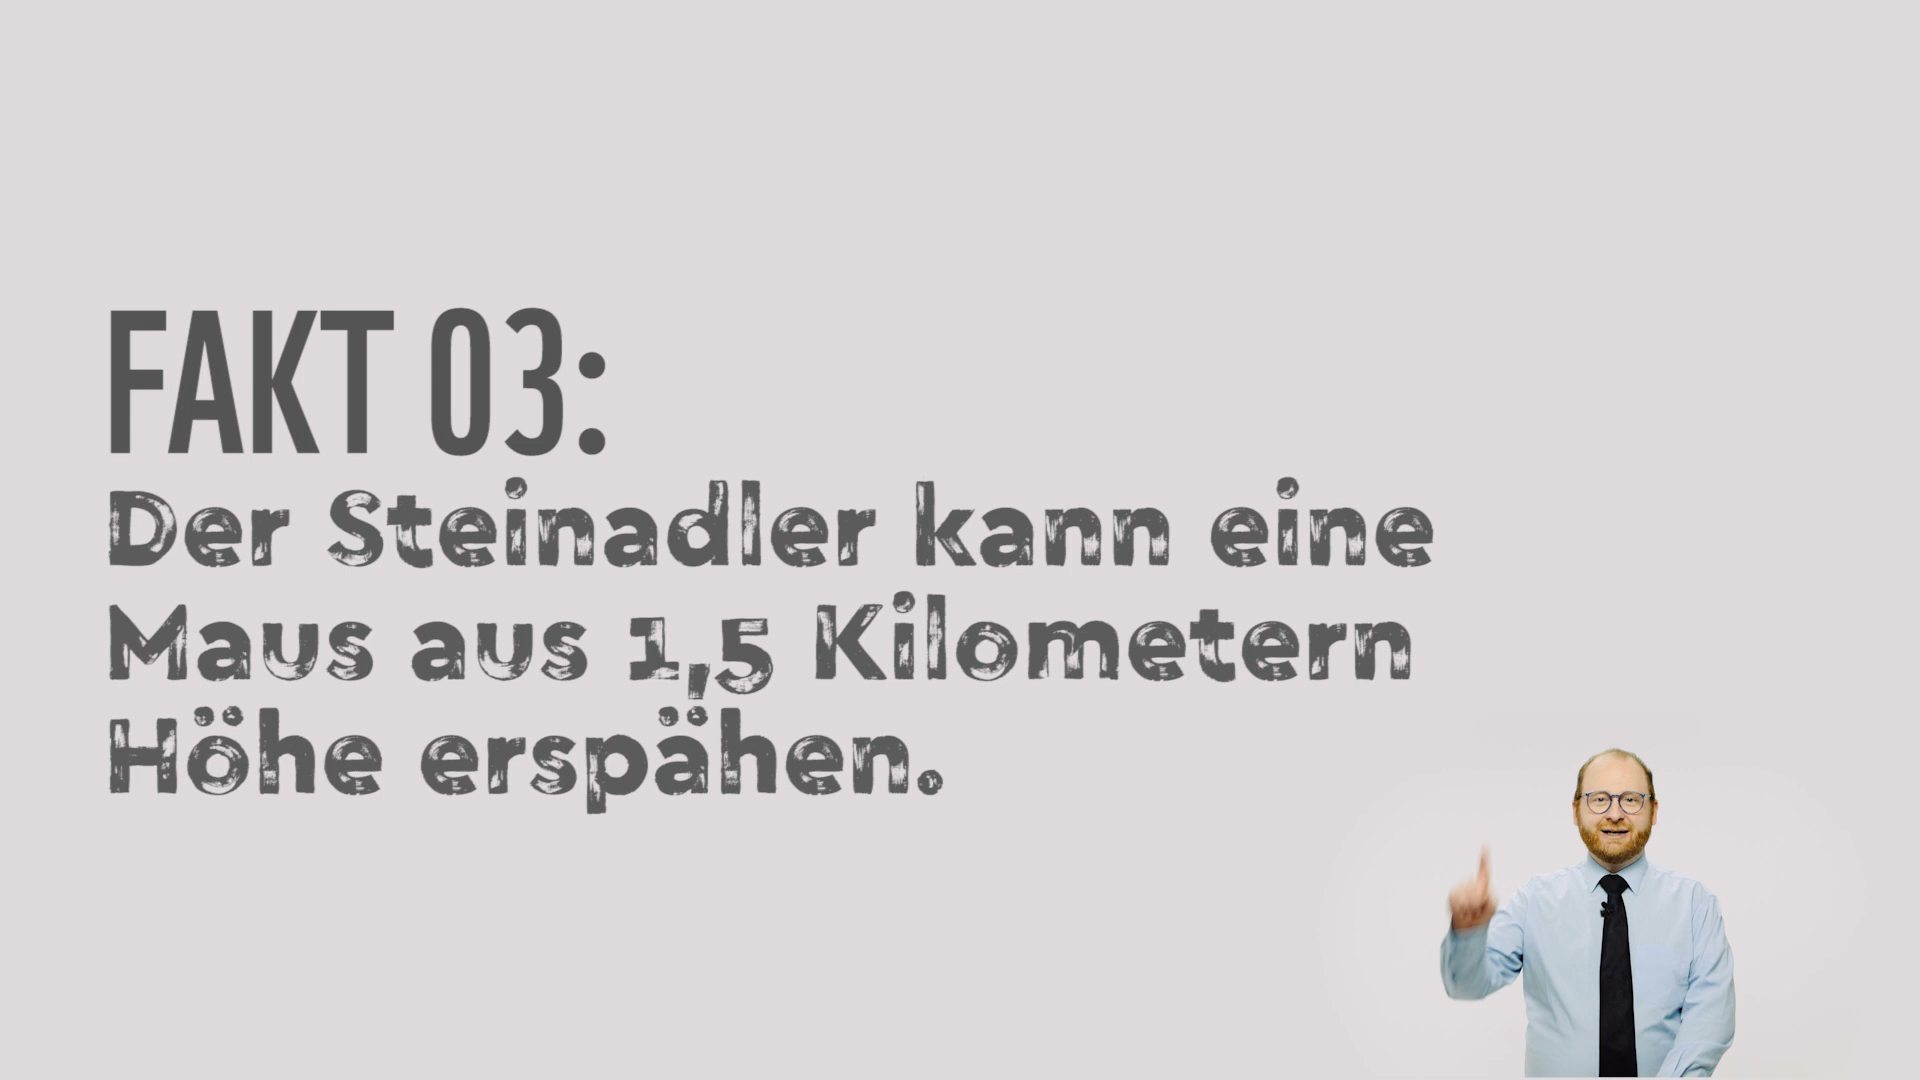 FAKT 03:
Der Steinadler kann eine
Maus aus 1,5 Kilometern
Höhe erspähen.